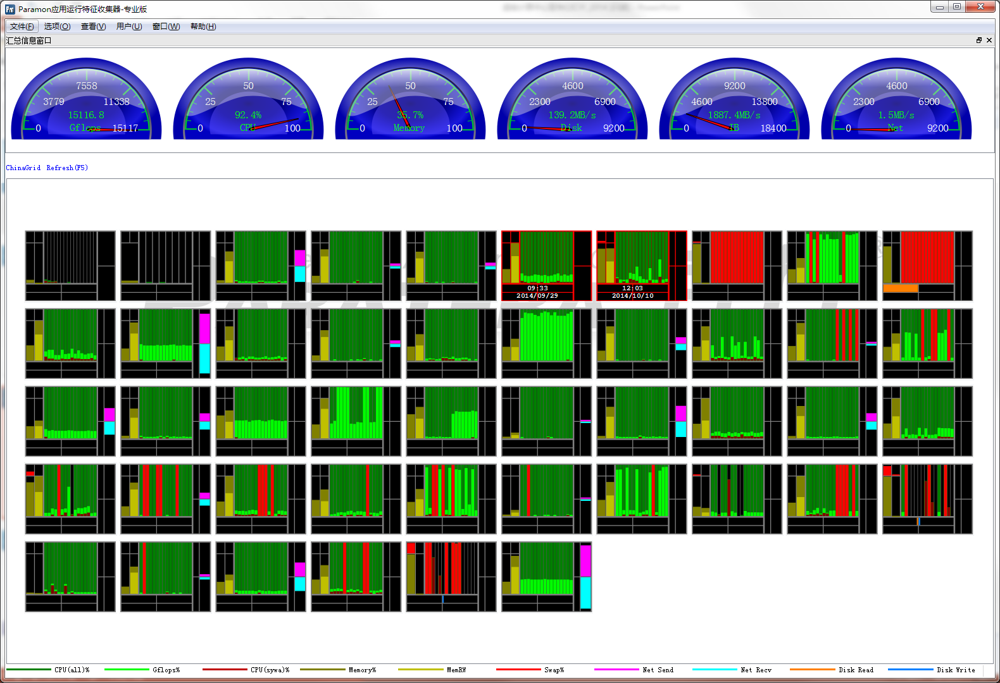 Paramon应用运行特征收集器-专业版
文件(F) 选项(O) 查看(V) 用户(U) 窗口(W) 帮助(H)
汇总信息窗口
7558
3779 11338
15116.8
0 Gflops 15117
50
25 75
92.4%
0 CPU 100
50
25 75
35.7%
0 Memory 100
4600
2300 6900
139.2MB/s
0 Disk 9200
9200
4600 13800
1887.4MB/s
0 IB 18400
4600
2300 6900
1.5MB/s
0 Net 9200
ChinaGrid Refresh(F5)
09:33
2014/09/29
12:03
2014/10/10
CPU(all)% Gflops% CPU(sywa)% Memory% MemRW Swap% Net Send Net Recv Disk Read Disk Write